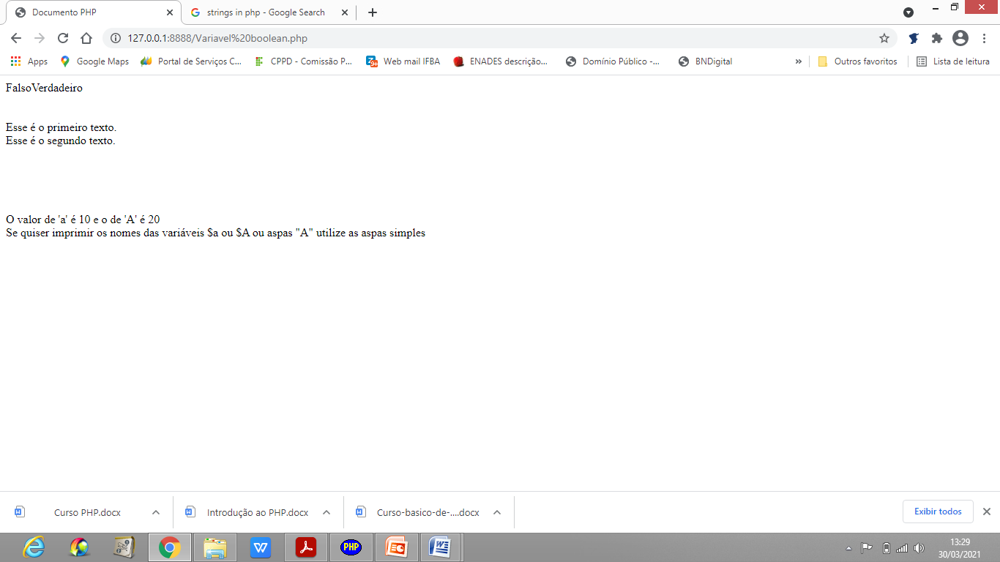 Documento PHP
strings in php - Google Search
127.0.0.1:8888/Variavel%20boolean.php
Apps
Google Maps
Portal de Serviços C...
CPPD - Comissão P...
Web mail IFBA
ENADES descrição...
Domínio Público -...
BNDigital
»
Outros favoritos
Lista de leitura
FalsoVerdadeiro
Esse é o primeiro texto.
Esse é o segundo texto.
O valor de 'a' é 10 e o de 'A' é 20
Se quiser imprimir os nomes das variáveis $a ou $A ou aspas "A" utilize as aspas simples
Curso PHP.docx
Introdução ao PHP.docx
Curso-basico-de-....docx
Exibir todos
PHP
13:29
30/03/2021